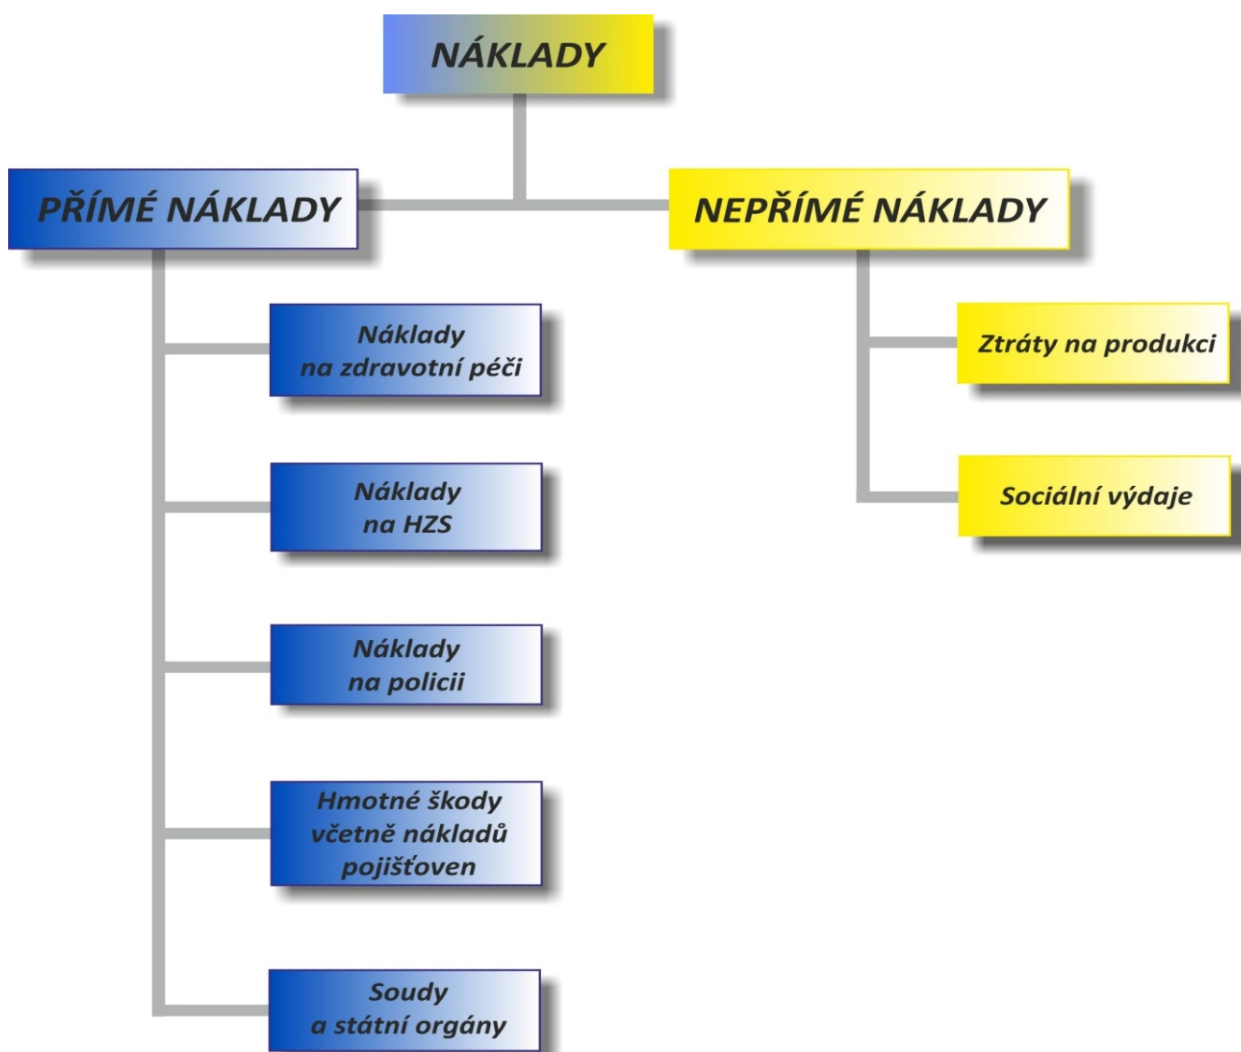 NÁKLADY
PŘÍMÉ NÁKLADY
NEPŘÍMÉ NÁKLADY
Náklady
na zdravotní péči
Náklady
na HZS
Náklady
na policii
Hmotné škody
včetně nákladů
pojišťoven
Soudy
a státní orgány
Ztráty na produkci
Sociální výdaje